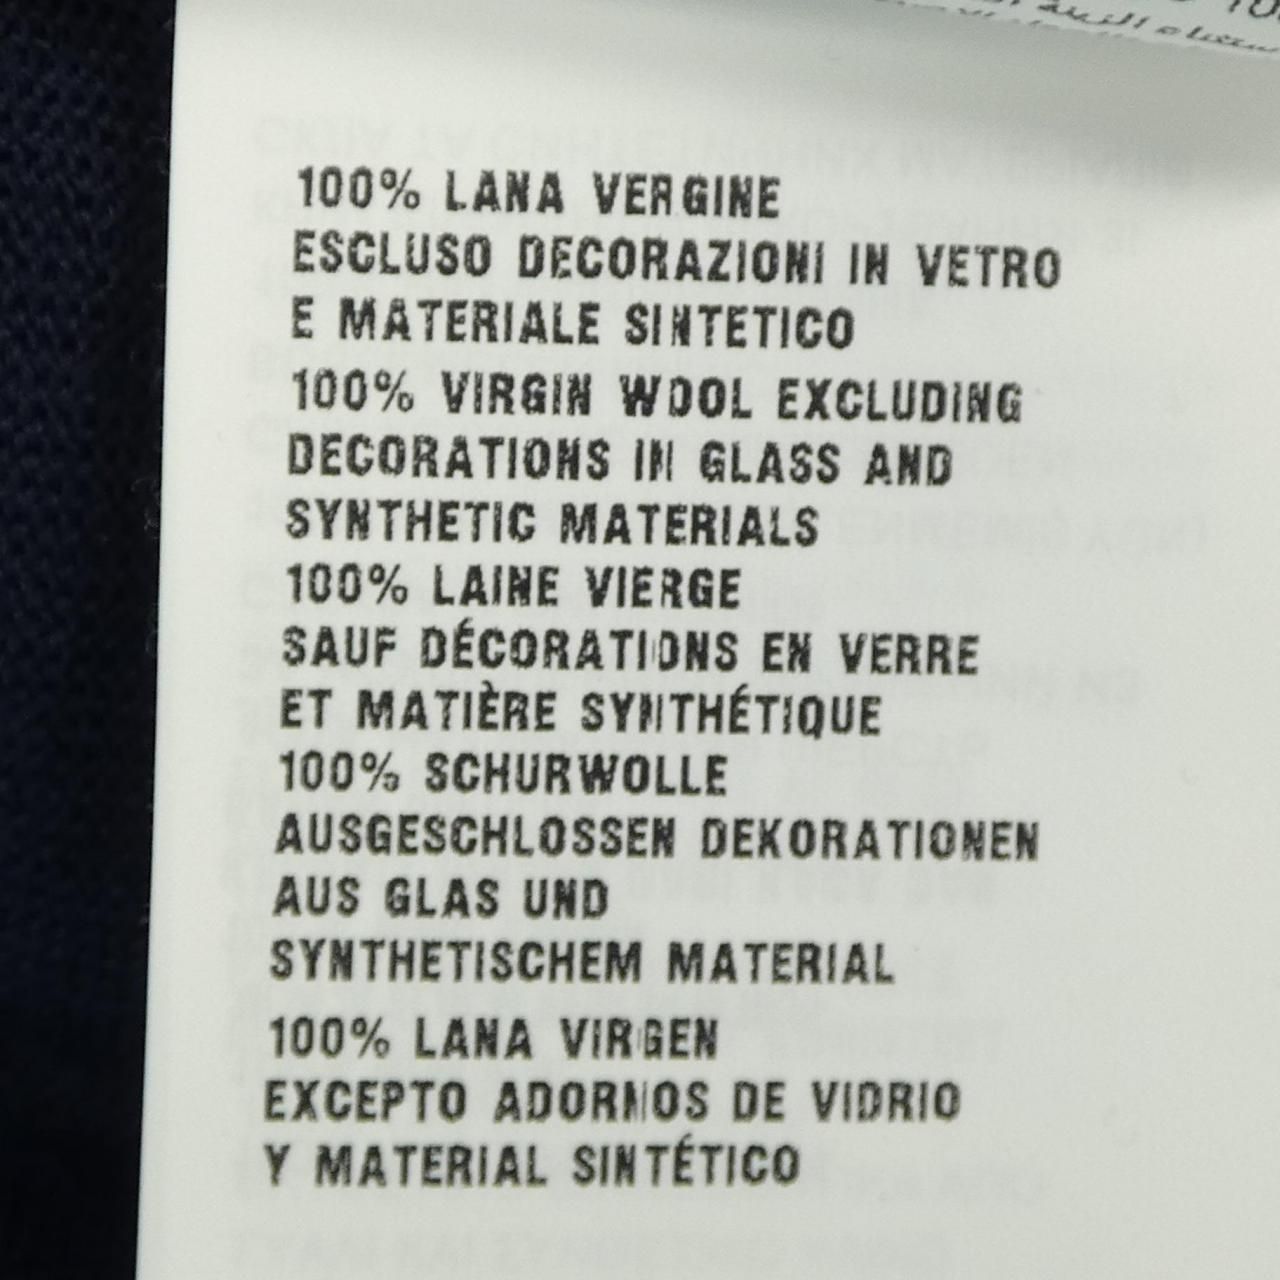 100% LANA VERGINE
ESCLUSO DECORAZIONI IN VETRO
E MATERIALE SINTETICO
100% VIRGIN WOOL EXCLUDING
DECORATIONS IN GLASS AND
SYNTHETIC MATERIALS
100% LAINE VIERGE
SAUF DÉCORATIONS EN VERRE
ET MATIÈRE SYNTHÉTIQUE
100% SCHURWOLLE
AUSGESCHLOSSEN DEKORATIONEN
AUS GLAS UND
SYNTHETISCHEM MATERIAL
100% LANA VIRGEN
EXCEPTO ADORNOS DE VIDRIO
Y MATERIAL SINTÉTICO